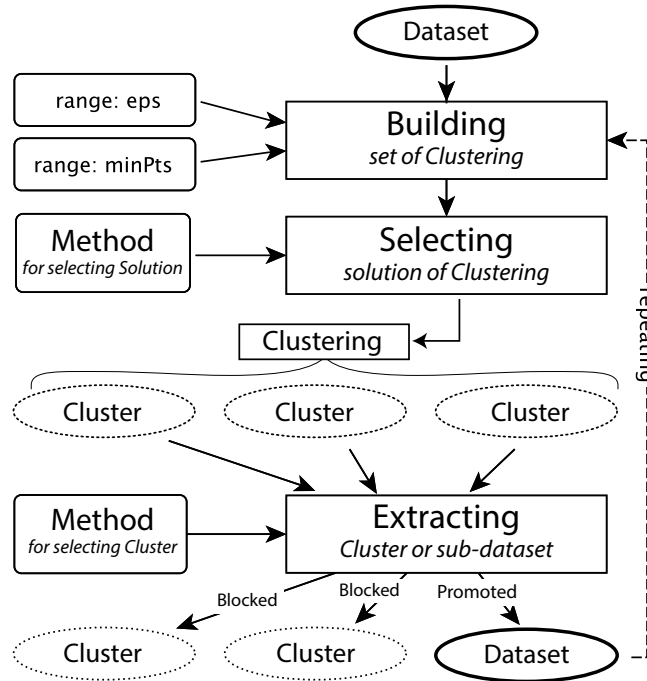 Dataset
range: eps
Building
set of Clustering
range: minPts
Method
for selecting Solution
Selecting
solution of Clustering
repeating
Clustering
Cluster
Cluster
Cluster
Method
for selecting Cluster
Extracting
Cluster or sub-dataset
Blocked
Blocked
Promoted
Cluster
Cluster
Dataset